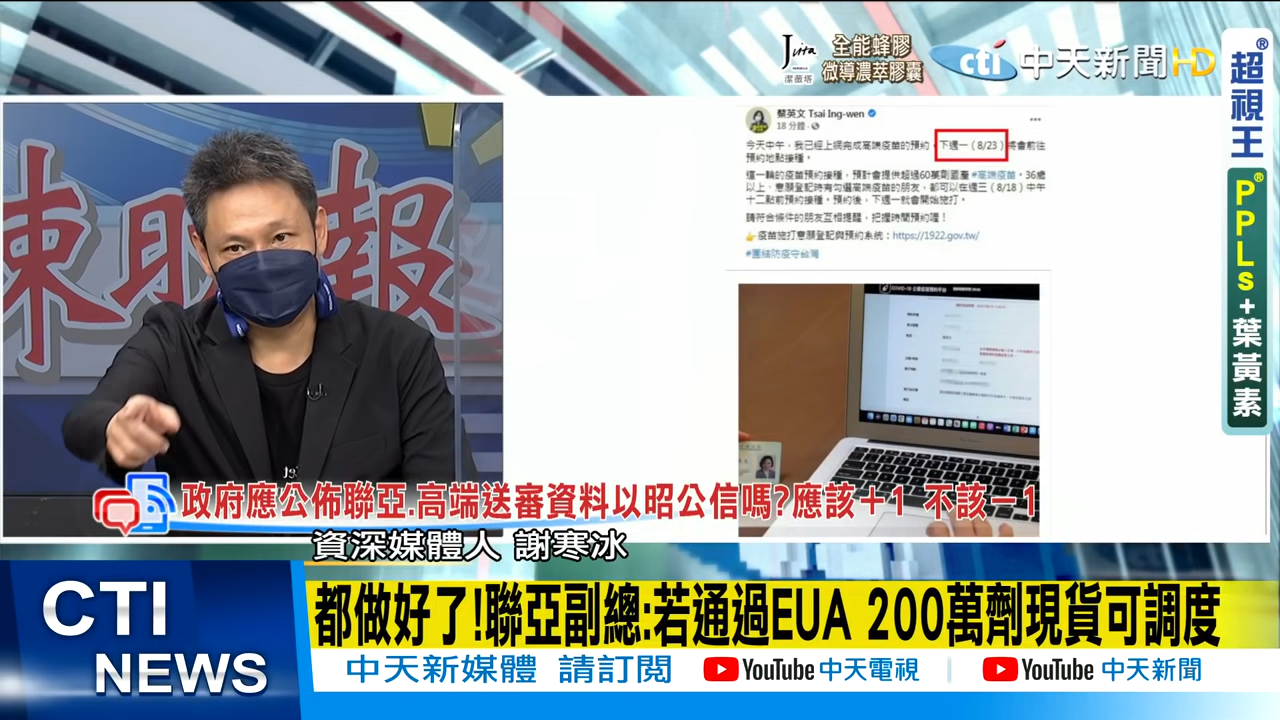 Jvita
潔薇塔
全能蜂膠
微導濃萃膠囊
cti 中天新聞HD
超視王®
PPLs®+葉黃素
蔡英文 Tsai Ing-wen
18 分鐘
今天中午,我已經上網完成高端疫苗的預約,下週一(8/23)將會前往
預約地點接種。
這一輪的疫苗預約接種,預計會提供超過60萬劑國產 #高端疫苗。36歲
以上、意願登記時有勾選高端疫苗的朋友,都可以在週三(8/18)中午
十二點前預約接種。預約後,下週一就會開始施打。
請符合條件的朋友互相提醒,把握時間預約喔!
👉疫苗施打意願登記與預約系統:https://1922.gov.tw/
#團結防疫守台灣
政府應公佈聯亞.高端送審資料以昭公信嗎?應該+1 不該-1
資深媒體人 謝寒冰
CTI
NEWS
都做好了!聯亞副總:若通過EUA 200萬劑現貨可調度
中天新媒體 請訂閱 YouTube 中天電視 YouTube 中天新聞